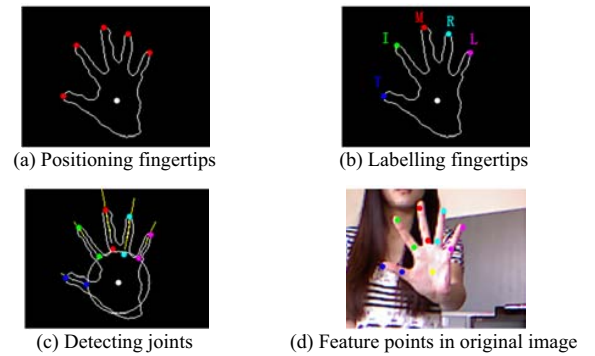 M R
I L
T
(a) Positioning fingertips (b) Labelling fingertips
(c) Detecting joints (d) Feature points in original image